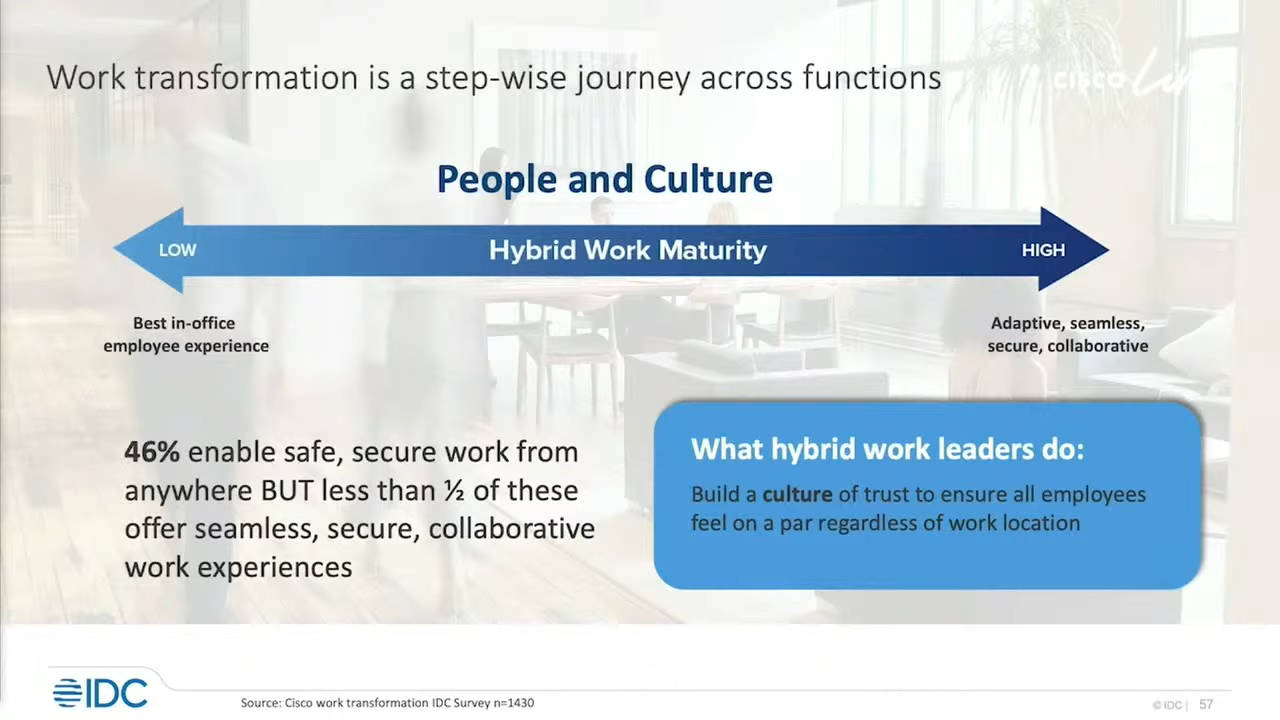 Work transformation is a step-wise journey across functions
CISCO Live
People and Culture
LOW
Hybrid Work Maturity
HIGH
Best in-office
employee experience
Adaptive, seamless,
secure, collaborative
46% enable safe, secure work from
anywhere BUT less than ½ of these
offer seamless, secure, collaborative
work experiences
What hybrid work leaders do:
Build a culture of trust to ensure all employees
feel on a par regardless of work location
IDC
Source: Cisco work transformation IDC Survey n=1430
© IDC | 57